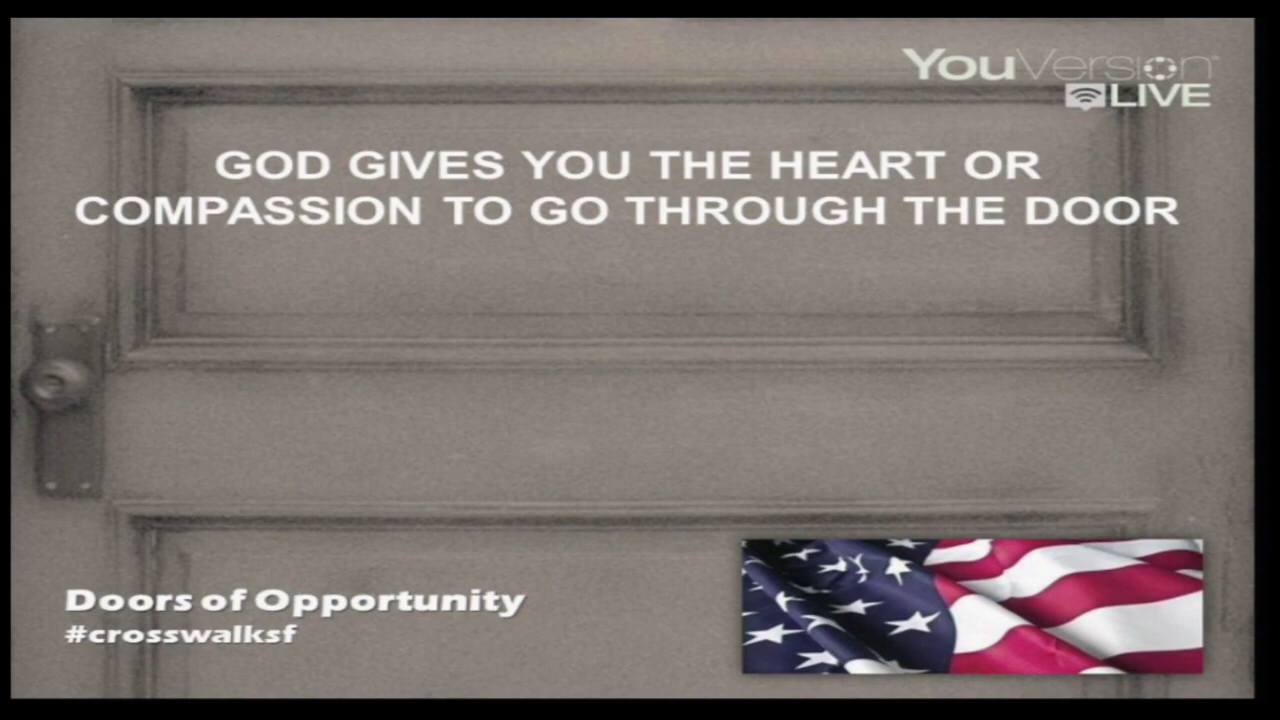 YouVersion
LIVE
GOD GIVES YOU THE HEART OR
COMPASSION TO GO THROUGH THE DOOR
Doors of Opportunity
#crosswalksf